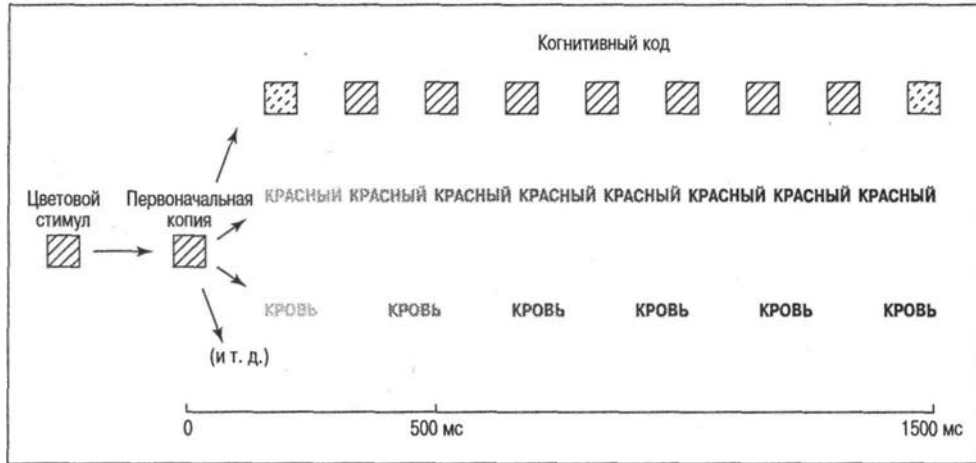 Когнитивный код
КРАСНЫЙ КРАСНЫЙ КРАСНЫЙ КРАСНЫЙ КРАСНЫЙ КРАСНЫЙ КРАСНЫЙ КРАСНЫЙ
Цветовой стимул
Первоначальная копия
КРОВЬ КРОВЬ КРОВЬ КРОВЬ КРОВЬ КРОВЬ
(и т. д.)
0 500 мс 1500 мс